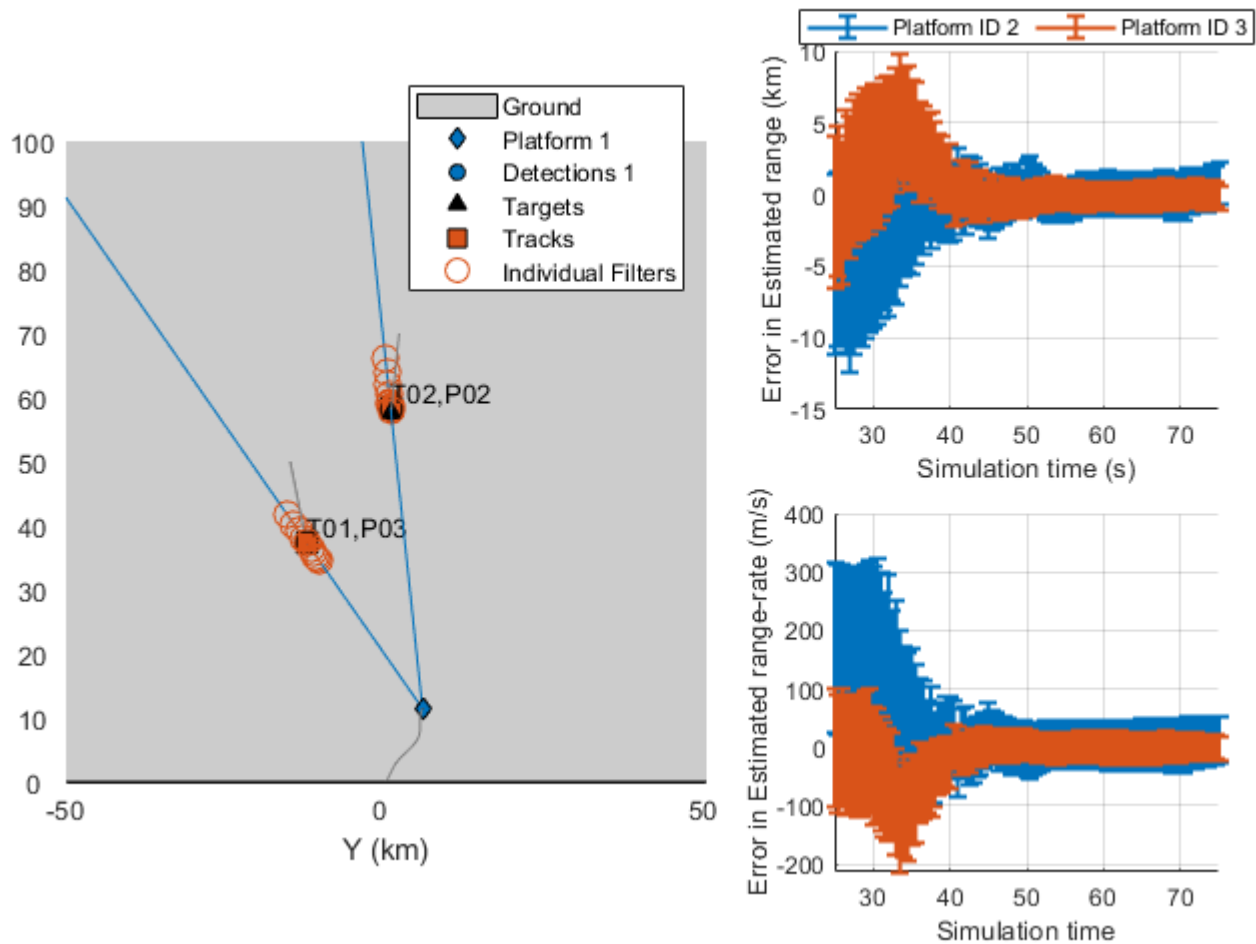 Ground
Platform 1
Detections 1
Targets
Tracks
Individual Filters
100
90
80
70
60
50
40
30
20
10
0
T02,P02
T01,P03
-50
0
50
Y (km)
Platform ID 2
Platform ID 3
10
5
0
-5
-10
-15
Error in Estimated range (km)
30
40
50
60
70
Simulation time (s)
400
300
200
100
0
-100
-200
Error in Estimated range-rate (m/s)
30
40
50
60
70
Simulation time